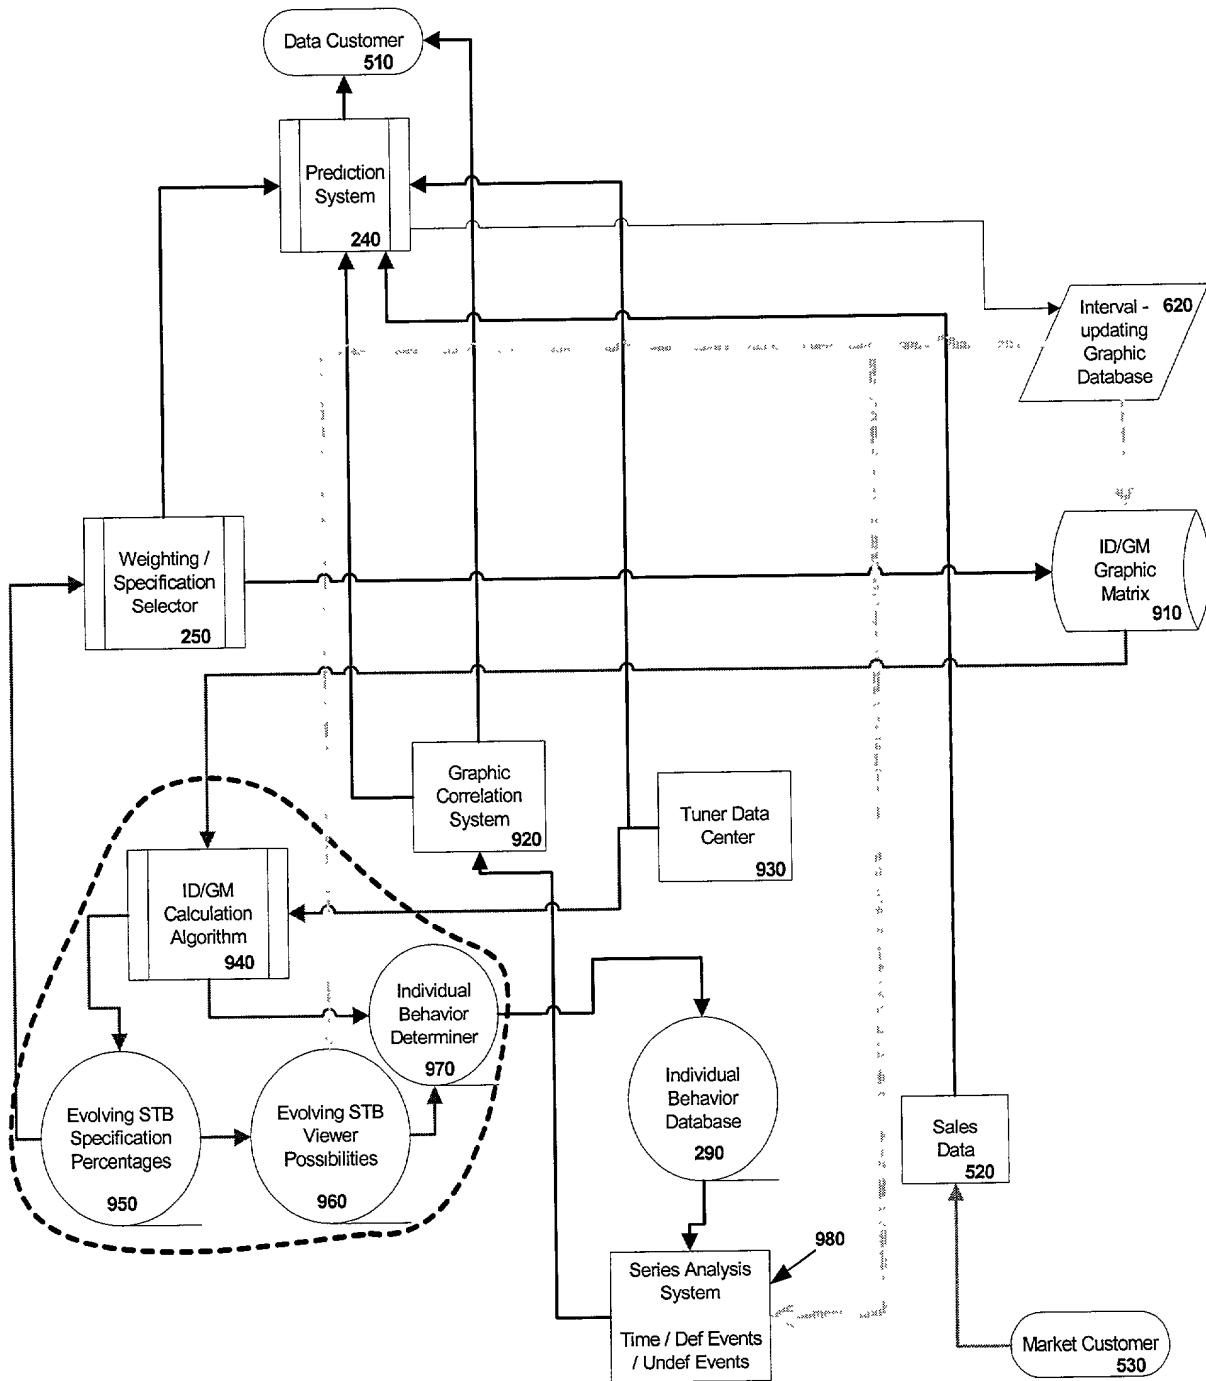 Data Customer
510
Prediction
System
240
Interval - 620
updating
Graphic
Database
Weighting /
Specification
Selector
250
ID/GM
Graphic
Matrix
910
Graphic
Correlation
System
920
Tuner Data
Center
930
ID/GM
Calculation
Algorithm
940
Individual
Behavior
Determiner
970
Evolving STB
Specification
Percentages
950
Evolving STB
Viewer
Possibilities
960
Individual
Behavior
Database
290
Sales
Data
520
980
Series Analysis
System
Time / Def Events
/ Undef Events
Market Customer
530